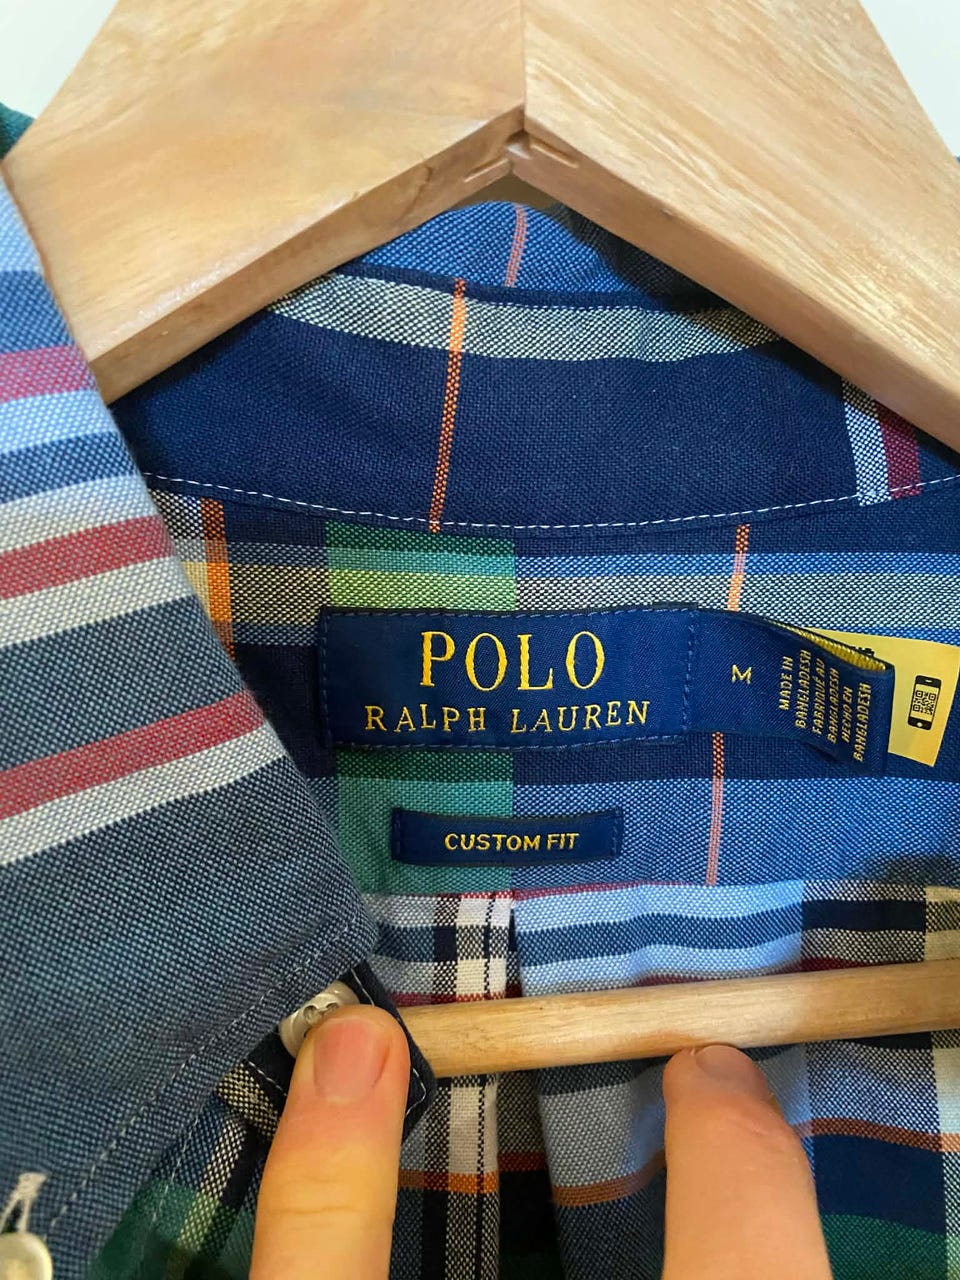 POLO
RALPH LAUREN
M
MADE IN
BANGLADESH
FABRIQUÉ AU
BANGLADESH
HECHO EN
BANGLADESH
CUSTOM FIT